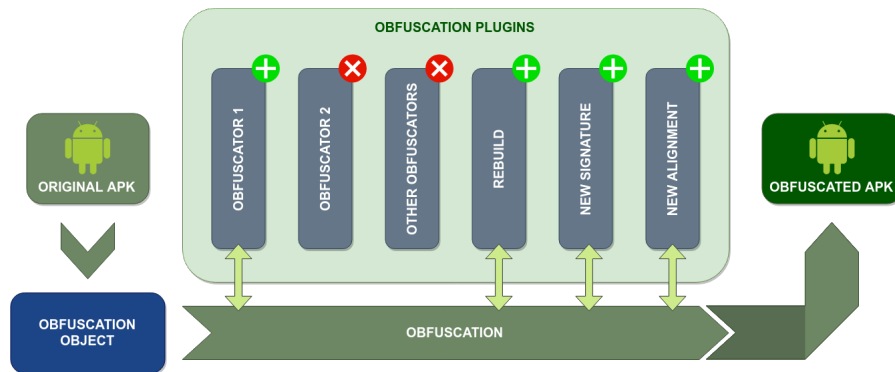 OBFUSCATION PLUGINS
OBFUSCATOR 1
OBFUSCATOR 2
OTHER OBFUSCATORS
REBUILD
NEW SIGNATURE
NEW ALIGNMENT
ORIGINAL APK
OBFUSCATED APK
OBFUSCATION
OBJECT
OBFUSCATION